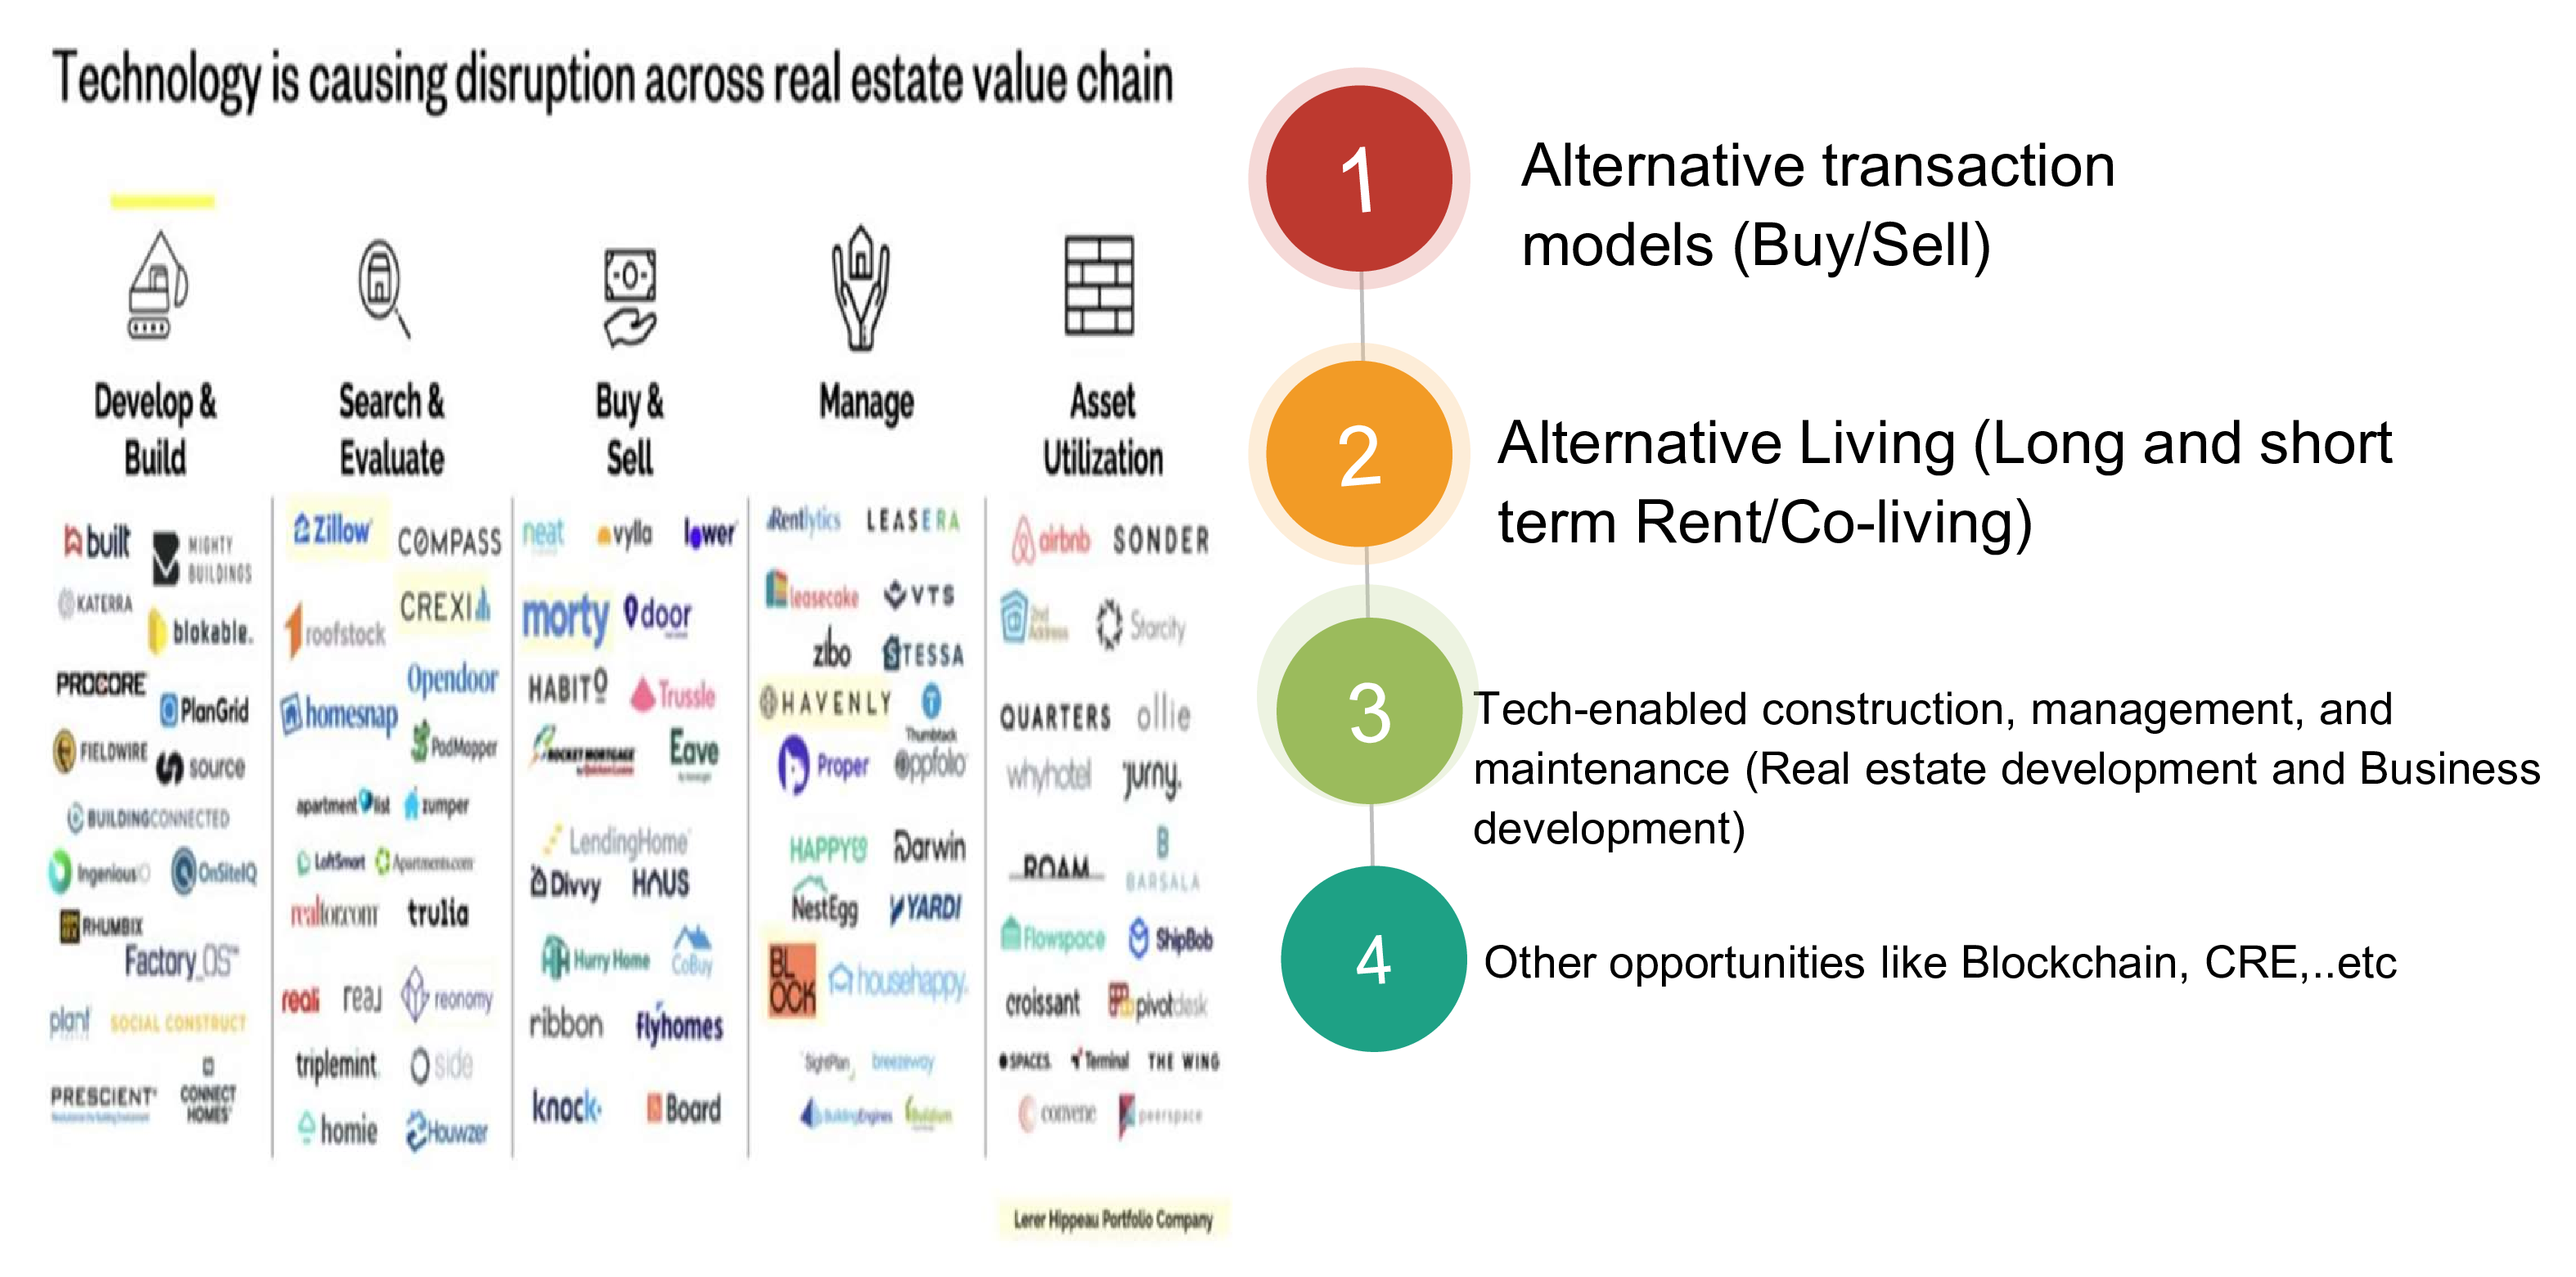 Technology is causing disruption across real estate value chain
Develop &
Build
built
MIGHTY
BUILDINGS
KATERRA
blokable.
PROCORE
PlanGrid
FIELDWIRE
source
BUILDINGCONNECTED
IngeniousIO
OnSiteIQ
RHUMBIX
Factory_OS™
plant
SOCIAL CONSTRUCT
PRESCIENT
CONNECT
HOMES
Search &
Evaluate
Zillow
COMPASS
CREXI
roofstock
Opendoor
homesnap
PadMapper
apartment list
zumper
LoftSmart
Apartments.com
realtor.com
trulia
reali
real
reonomy
triplemint
side
homie
Houwzer
Buy &
Sell
neat
vylla
lower
morty
door
HABITO
Trussle
ROCKET MORTGAGE
Eave
LendingHome
Divvy
HAUS
Hurry Home
CoBuy
ribbon
flyhomes
knock
Board
Manage
Rentlytics
LEASERA
leasecake
VTS
zibo
STESSA
HAVENLY
Thumbtack
Proper
appfolio
HAPPY
Darwin
NestEgg
YARDI
BL
OCK
househappy.
SightPlan
breezeway
BuildingEngines
Buildium
Asset
Utilization
airbnb
SONDER
2nd
Address
Starcity
QUARTERS
ollie
whyhotel
jurny.
ROAM
BARSALA
Flowspace
ShipBob
croissant
pivotdesk
SPACES
Terminal
THE WING
convene
peerspace
Lerer Hippeau Portfolio Company
1
Alternative transaction
models (Buy/Sell)
2
Alternative Living (Long and short
term Rent/Co-living)
3
Tech-enabled construction, management, and
maintenance (Real estate development and Business
development)
4
Other opportunities like Blockchain, CRE,..etc